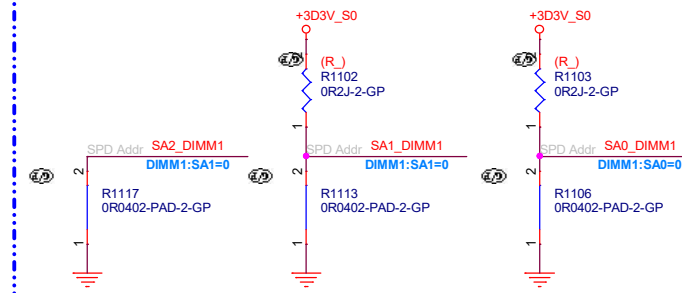 +3D3V_S0
+3D3V_S0
(R_)
R1102
0R2J-2-GP
(R_)
R1103
0R2J-2-GP
1
1
SPD Addr SA2_DIMM1
SPD Addr SA1_DIMM1
SPD Addr SA0_DIMM1
DIMM1:SA1=0
DIMM1:SA1=0
DIMM1:SA0=0
2
2
2
R1117
0R0402-PAD-2-GP
R1113
0R0402-PAD-2-GP
R1106
0R0402-PAD-2-GP
1
1
1